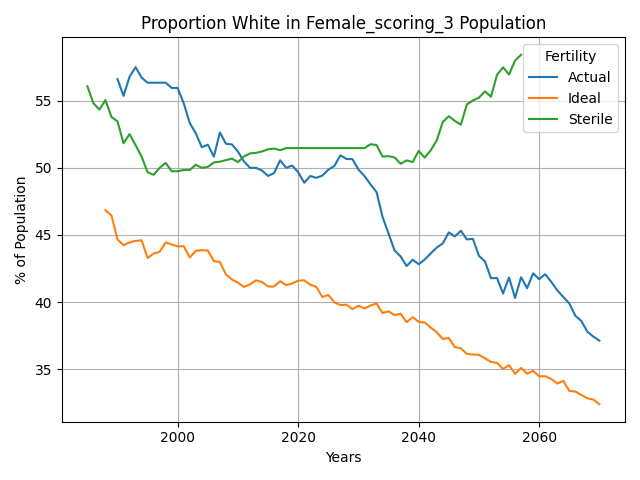 Proportion White in Female_scoring_3 Population
% of Population
55
50
45
40
35
Fertility
Actual
Ideal
Sterile
2000 2020 2040 2060
Years